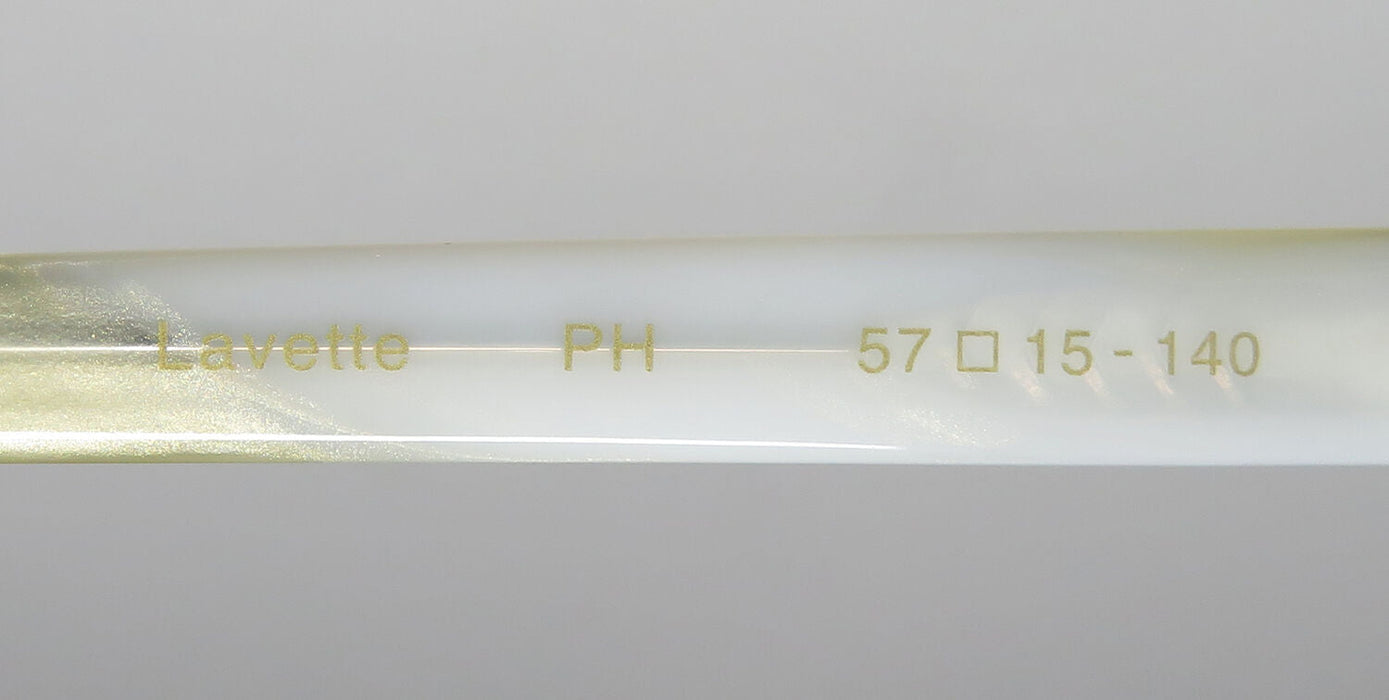 Lavette PH 57 □ 15 - 140